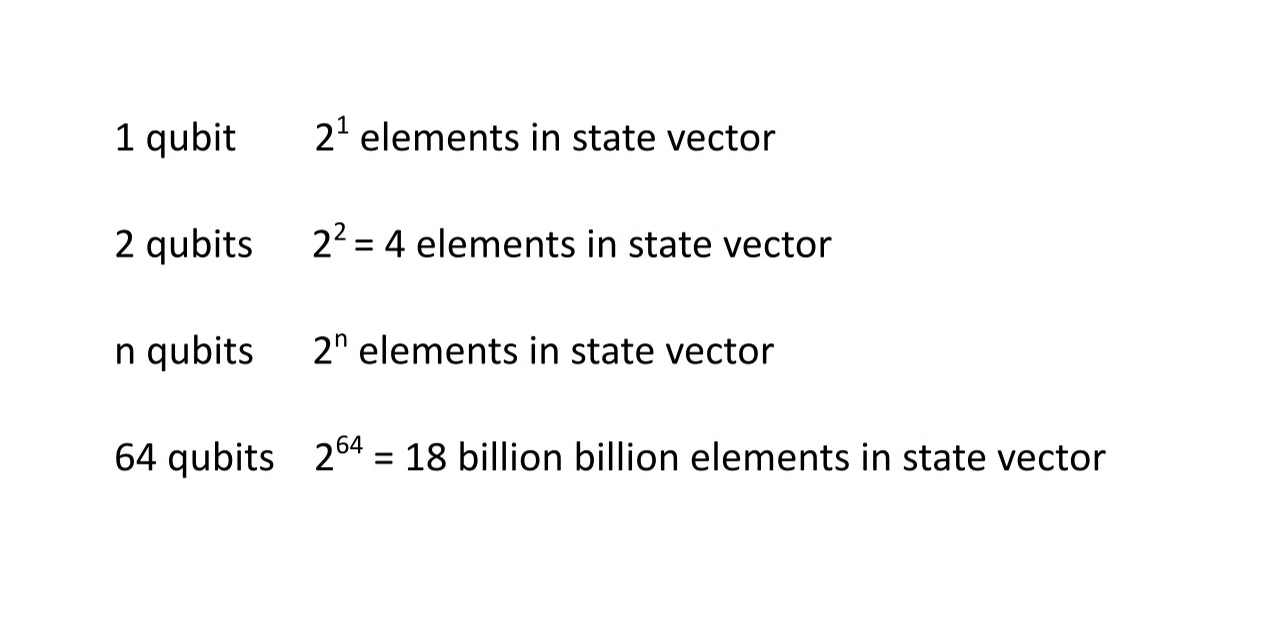 1 qubit 2¹ elements in state vector
2 qubits 2² = 4 elements in state vector
n qubits 2ⁿ elements in state vector
64 qubits 2⁶⁴ = 18 billion billion elements in state vector